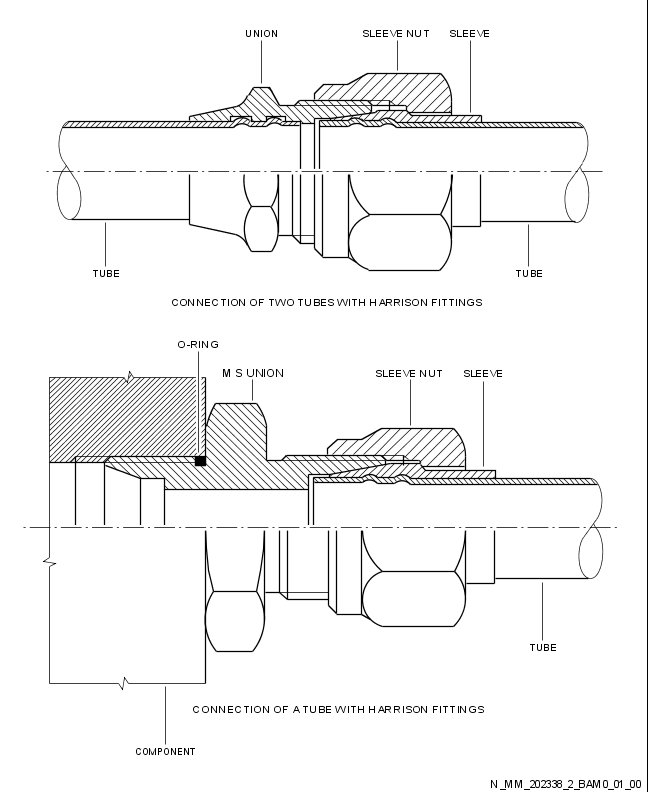 UNION SLEEVE NUT SLEEVE
TUBE TUBE
CONNECTION OF TWO TUBES WITH HARRISON FITTINGS
O-RING
M S UNION SLEEVE NUT SLEEVE
TUBE
CONNECTION OF A TUBE WITH HARRISON FITTINGS
COMPONENT
N_MM_202338_2_BAM0_01_00